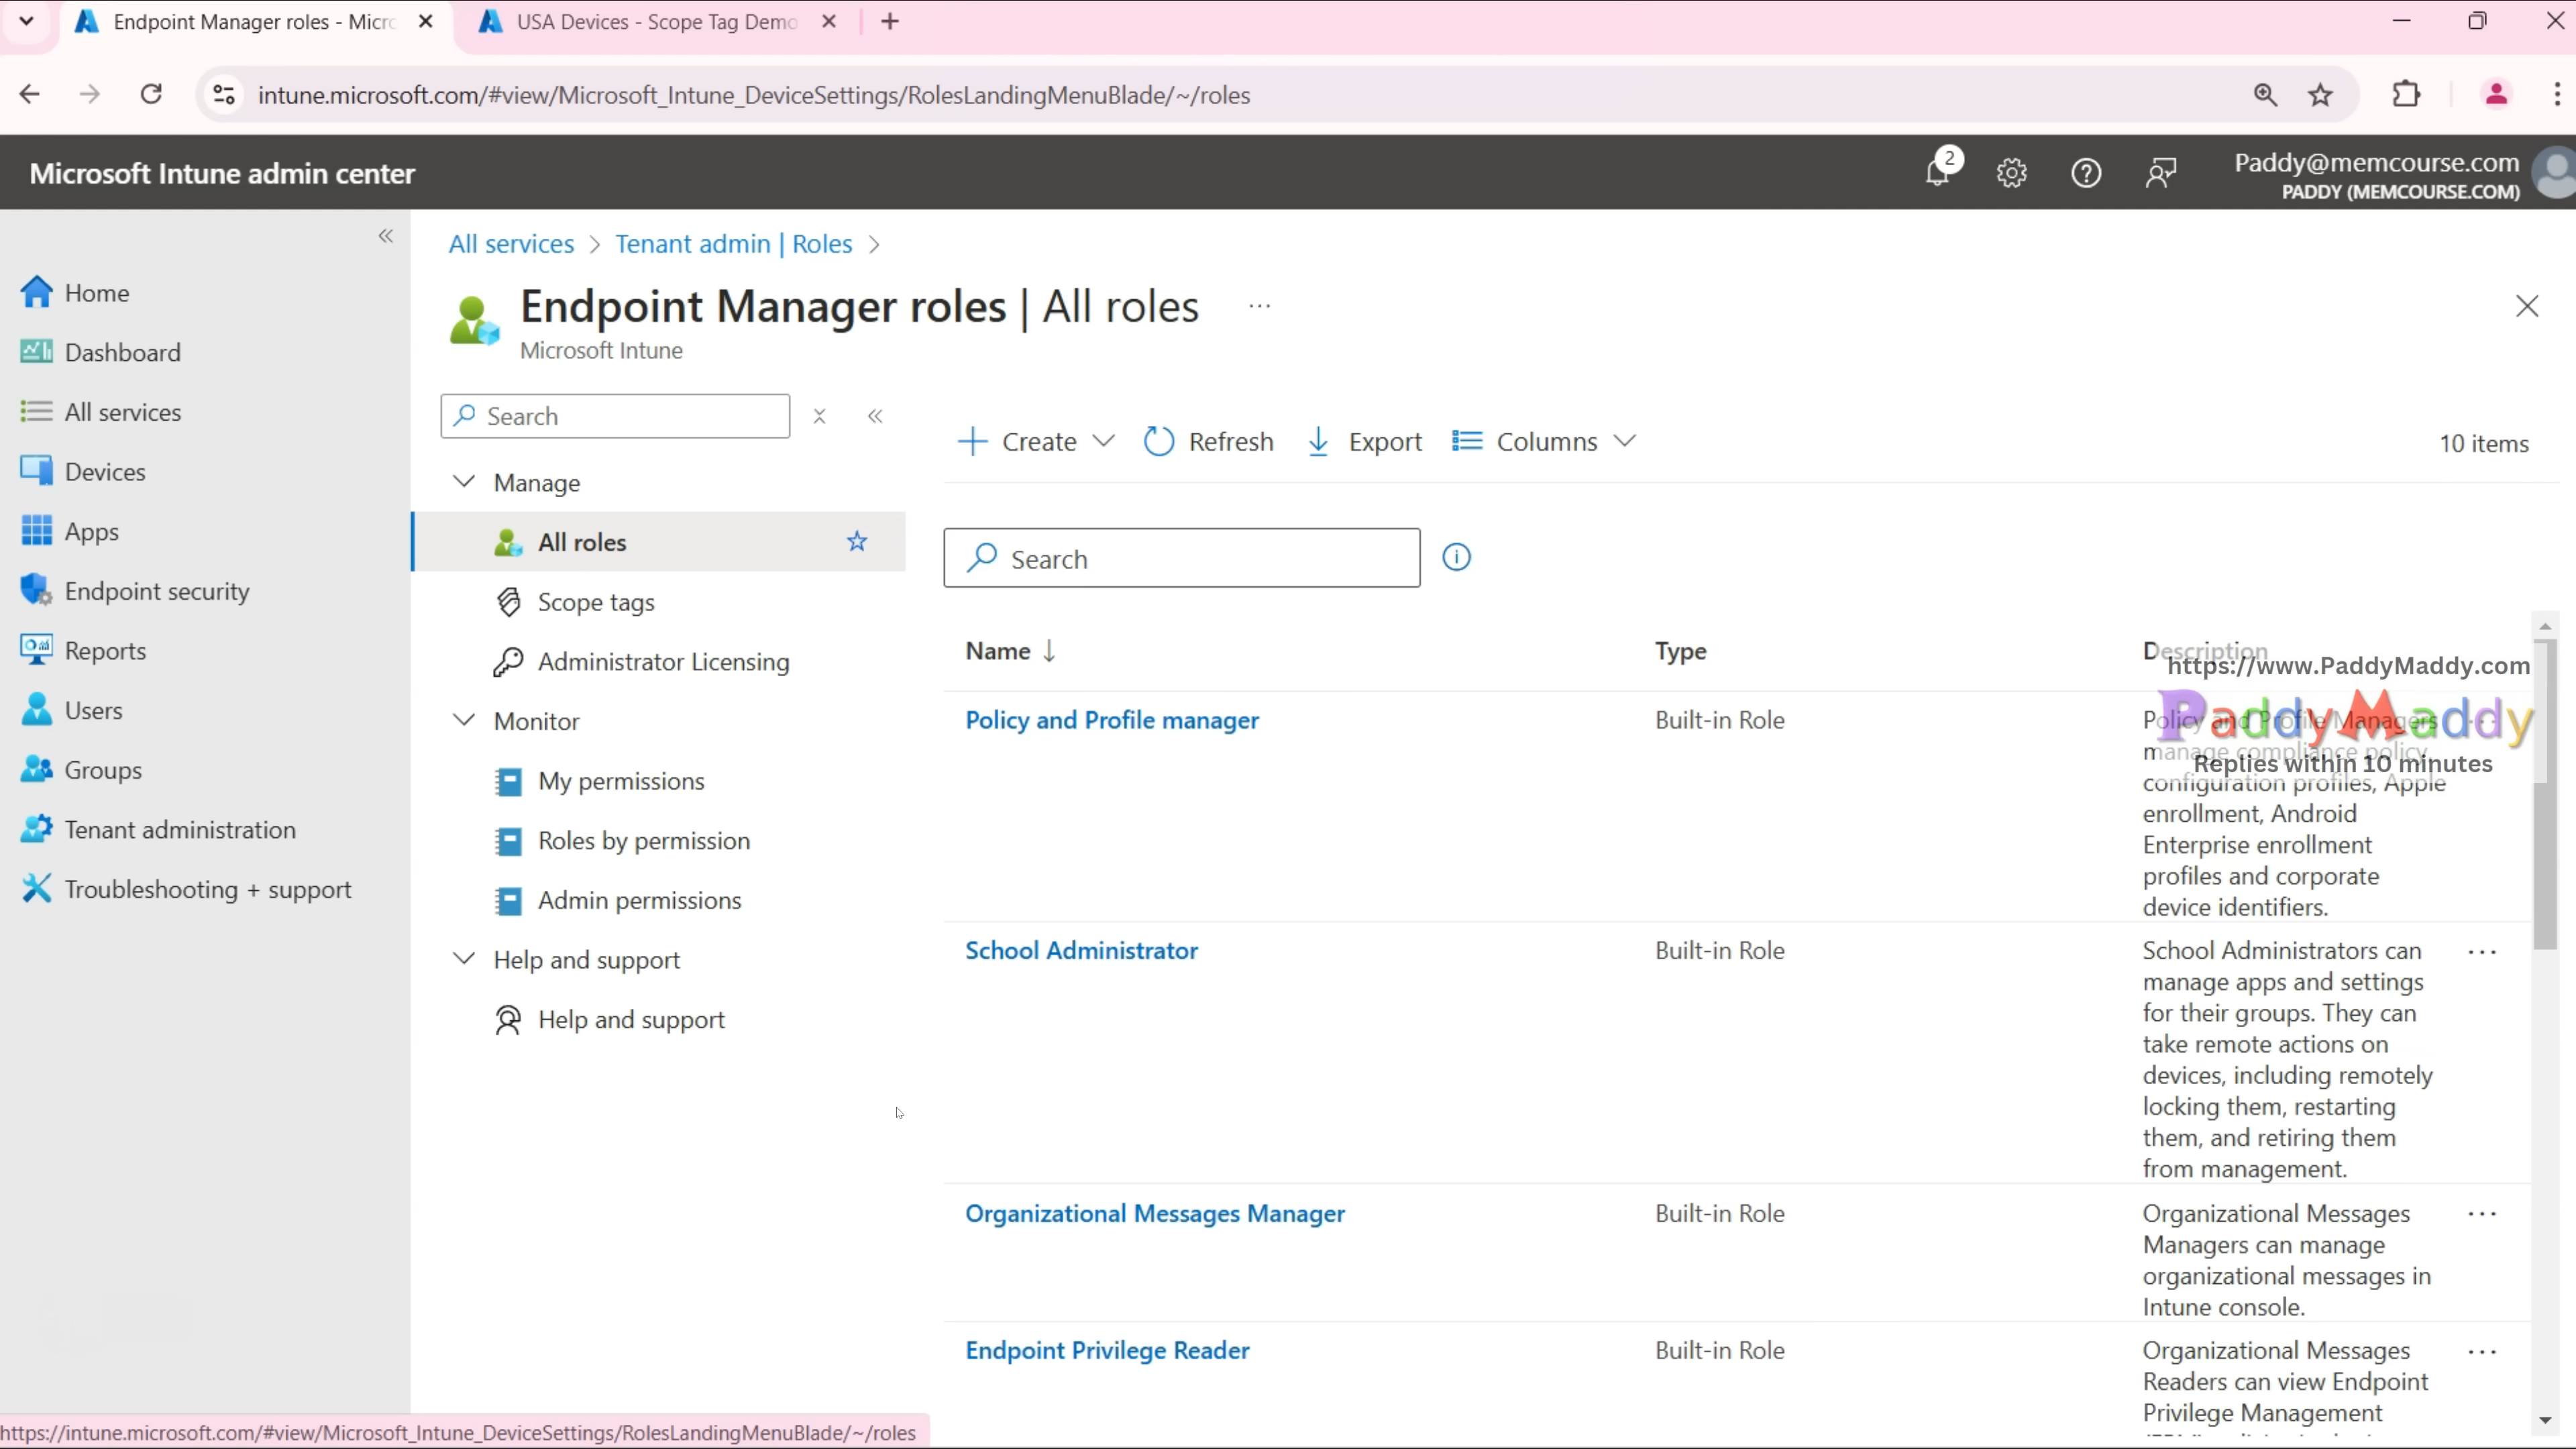 Endpoint Manager roles - Micro
USA Devices - Scope Tag Demo
intune.microsoft.com/#view/Microsoft_Intune_DeviceSettings/RolesLandingMenuBlade/~/roles
Microsoft Intune admin center
2
Paddy@memcourse.com
PADDY (MEMCOURSE.COM)
Home
Dashboard
All services
Devices
Apps
Endpoint security
Reports
Users
Groups
Tenant administration
Troubleshooting + support
All services > Tenant admin | Roles >
Endpoint Manager roles | All roles
Microsoft Intune
Search
Manage
All roles
Scope tags
Administrator Licensing
Monitor
My permissions
Roles by permission
Admin permissions
Help and support
Help and support
Create
Refresh
Export
Columns
10 items
Search
Name ↓
Type
Description
https://www.PaddyMaddy.com
PaddyMaddy
Replies within 10 minutes
Policy and Profile manager
Built-in Role
Policy and Profile Managers
manage compliance policy,
configuration profiles, Apple
enrollment, Android
Enterprise enrollment
profiles and corporate
device identifiers.
School Administrator
Built-in Role
School Administrators can
manage apps and settings
for their groups. They can
take remote actions on
devices, including remotely
locking them, restarting
them, and retiring them
from management.
Organizational Messages Manager
Built-in Role
Organizational Messages
Managers can manage
organizational messages in
Intune console.
Endpoint Privilege Reader
Built-in Role
Organizational Messages
Readers can view Endpoint
Privilege Management
https://intune.microsoft.com/#view/Microsoft_Intune_DeviceSettings/RolesLandingMenuBlade/~/roles